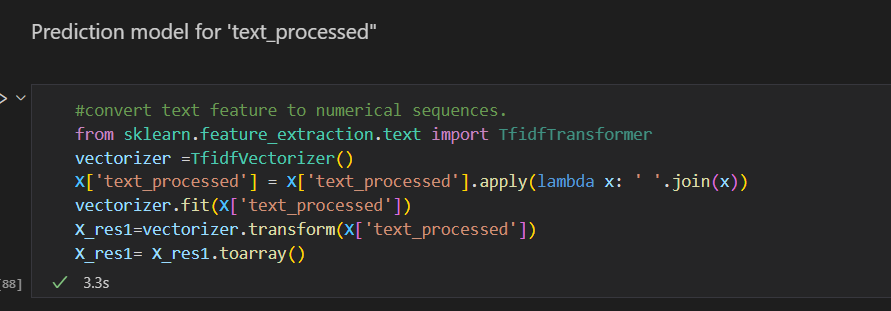 Prediction model for 'text_processed"
#convert text feature to numerical sequences.
from sklearn.feature_extraction.text import TfidfTransformer
vectorizer =TfidfVectorizer()
X['text_processed'] = X['text_processed'].apply(lambda x: ' '.join(x))
vectorizer.fit(X['text_processed'])
X_res1=vectorizer.transform(X['text_processed'])
X_res1= X_res1.toarray()
[88] ✓ 3.3s